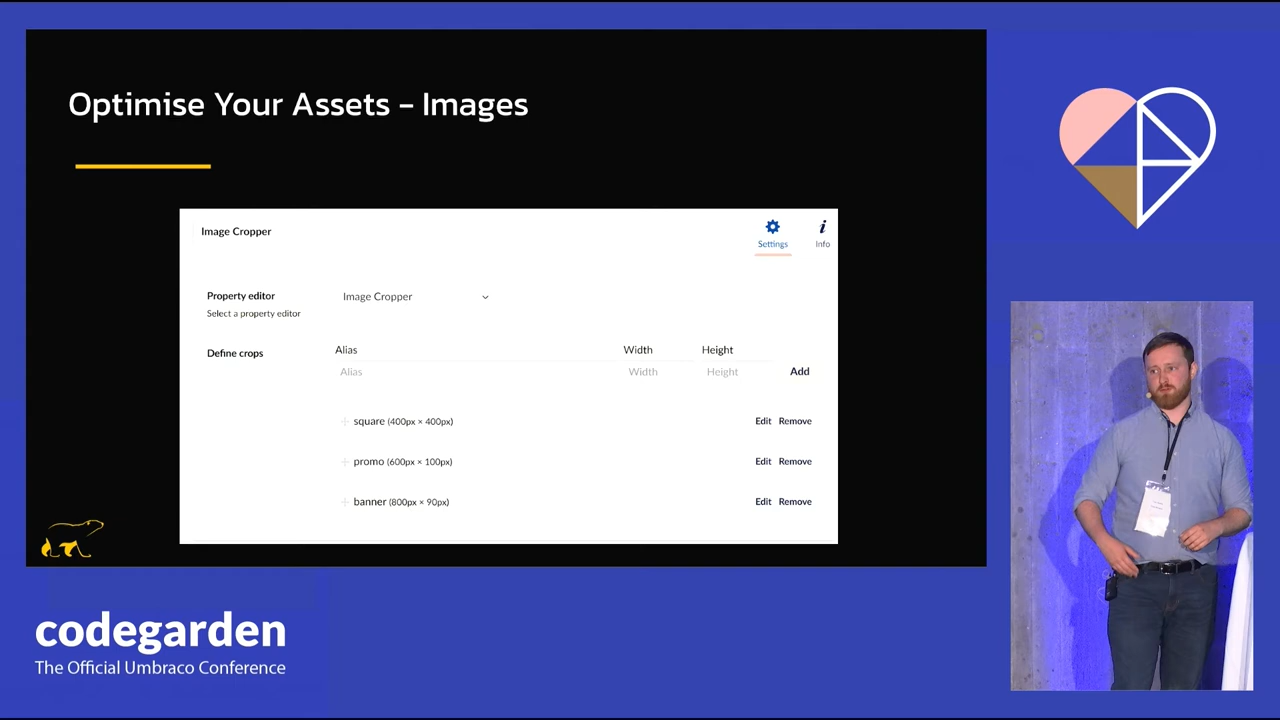 Optimise Your Assets – Images
Image Cropper
Settings
Info
Property editor
Image Cropper
Select a property editor
Define crops
Alias Width Height
Alias Width Height Add
square (400px × 400px) Edit Remove
promo (600px × 100px) Edit Remove
banner (800px × 90px) Edit Remove
codegarden
The Official Umbraco Conference